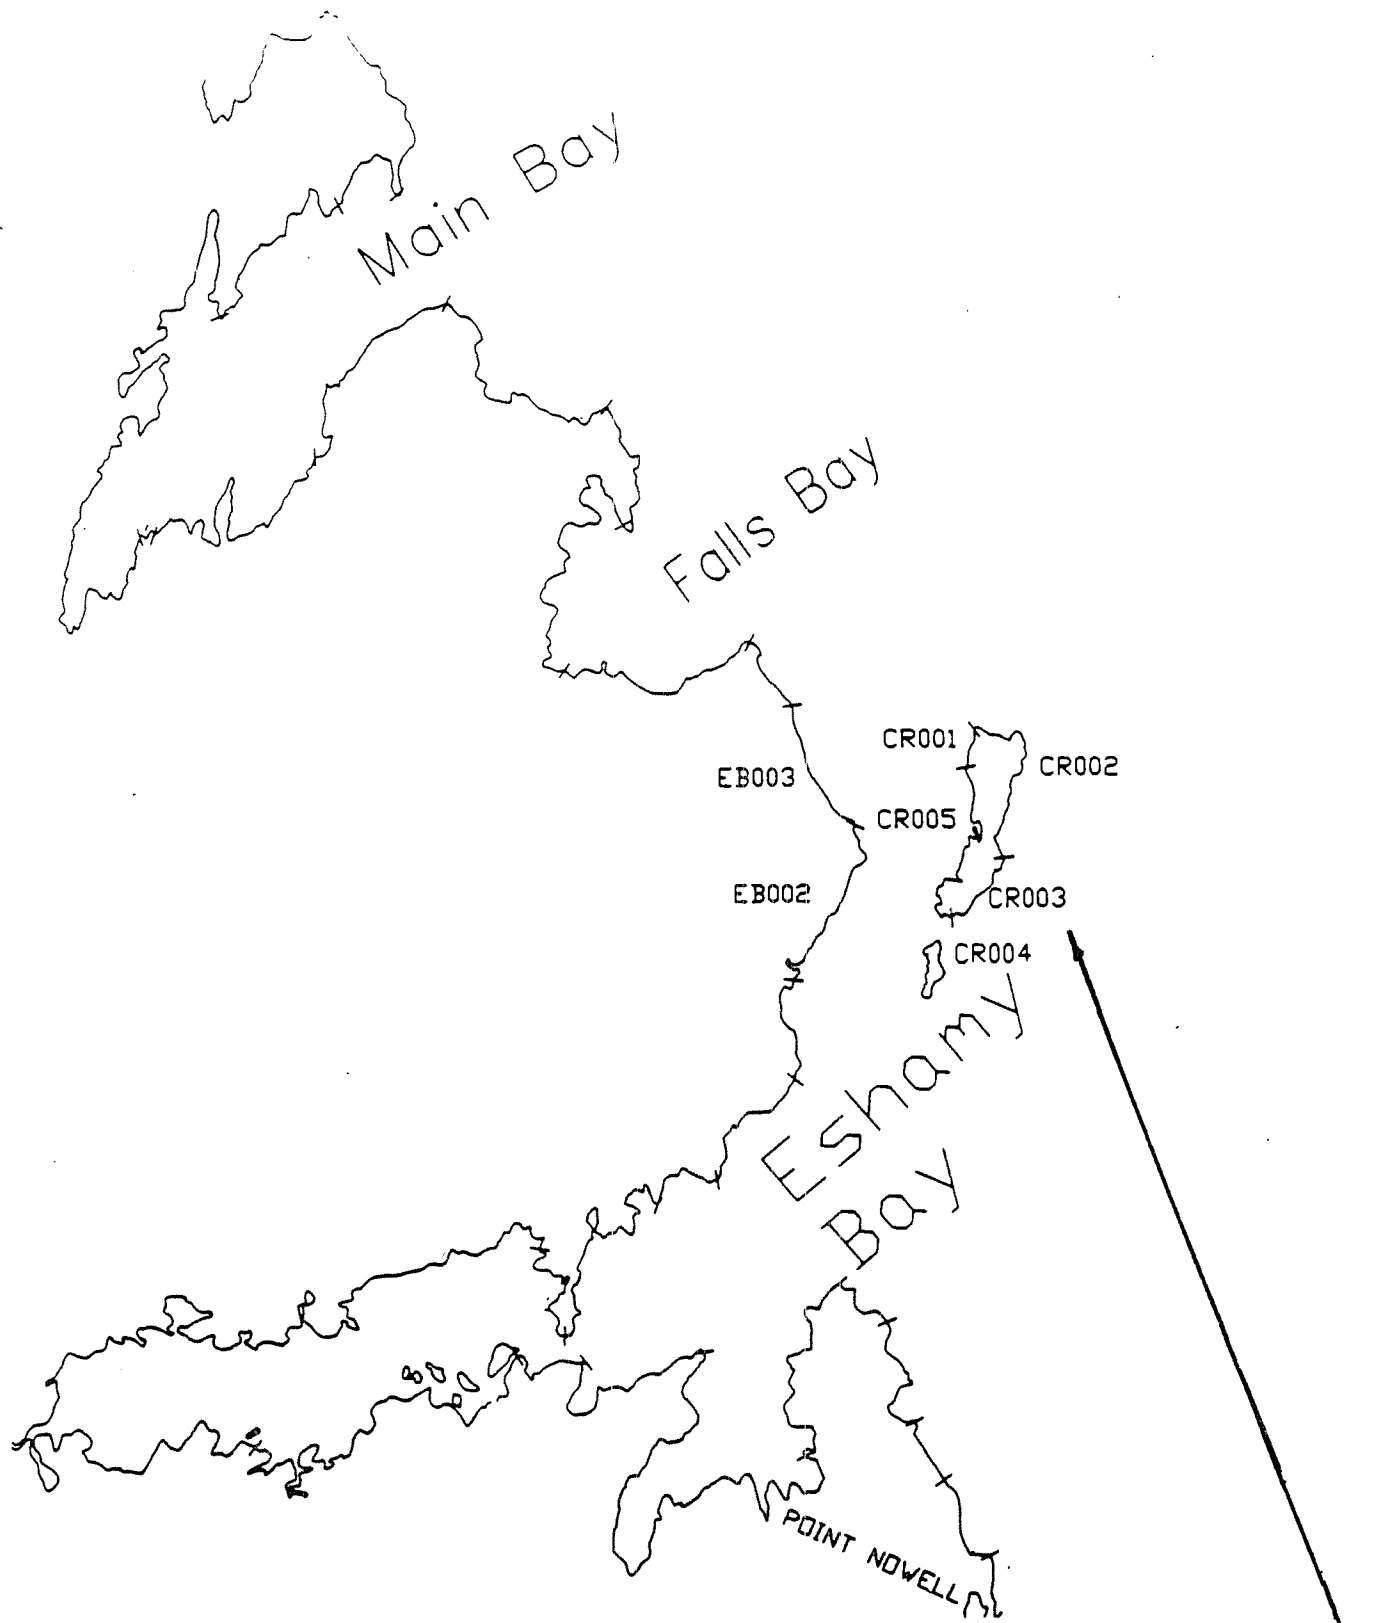 Main Bay
Falls Bay
CR001
CR002
EB003
CR005
EB002
CR003
CR004
Eshamy
Bay
POINT NOWELL